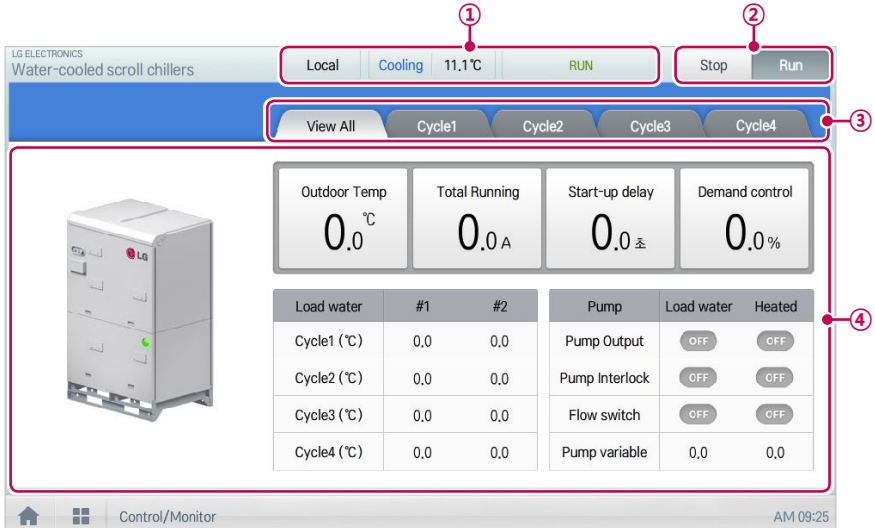 ① ②
LG ELECTRONICS
Water-cooled scroll chillers
Local Cooling 11.1℃ RUN Stop Run
View All Cycle1 Cycle2 Cycle3 Cycle4 ③
Outdoor Temp Total Running Start-up delay Demand control
0.0 ℃ 0.0 A 0.0 초 0.0 %
LG
Load water #1 #2 Pump Load water Heated ④
Cycle1 (℃) 0.0 0.0 Pump Output OFF OFF
Cycle2 (℃) 0.0 0.0 Pump Interlock OFF OFF
Cycle3 (℃) 0.0 0.0 Flow switch OFF OFF
Cycle4 (℃) 0.0 0.0 Pump variable 0.0 0.0
Control/Monitor AM 09:25